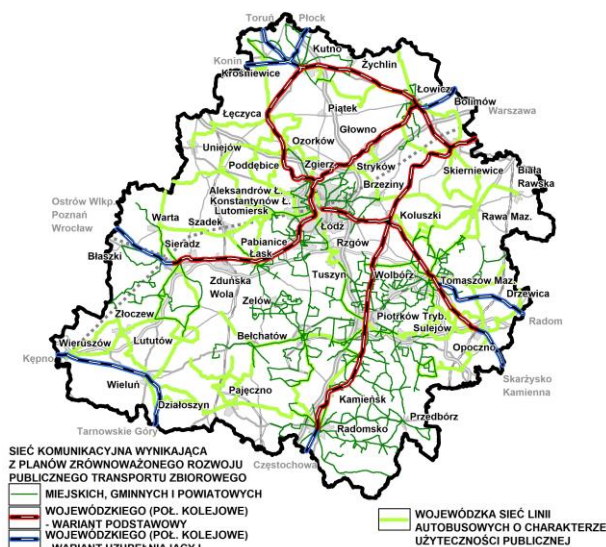 Toruń
Płock
Kutno
Żychlin
Konin
Krośniewice
Łowicz
Bolimów
Warszawa
Łęczyca
Piątek
Głowno
Ozorków
Uniejów
Stryków
Zgierz
Poddębice
Skierniewice
Biała
Rawska
Brzeziny
Aleksandrów Ł.
Konstantynów Ł.
Lutomiersk
Ostrów Wlkp.
Poznań
Wrocław
Warta
Szadek
Koluszki
Rawa Maz.
Łódź
Rzgów
Pabianice
Sieradz
Łask
Błaszki
Tuszyn
Wolbórz
Tomaszów Maz.
Zduńska
Wola
Drzewica
Zelów
Złoczew
Piotrków Tryb.
Sulejów
Radom
Bełchatów
Wieruszów
Lututów
Opoczno
Kępno
Skarżysko
Kamienna
Wieluń
Pajęczno
Kamieńsk
Działoszyn
Przedbórz
Radomsko
Tarnowskie Góry
Częstochowa
SIEĆ KOMUNIKACYJNA WYNIKAJĄCA
Z PLANÓW ZRÓWNOWAŻONEGO ROZWOJU
PUBLICZNEGO TRANSPORTU ZBIOROWEGO
MIEJSKICH, GMINNYCH I POWIATOWYCH
WOJEWÓDZKIEGO (POŁ. KOLEJOWE)
- WARIANT PODSTAWOWY
WOJEWÓDZKIEGO (POŁ. KOLEJOWE)
- WARIANT UZUPEŁNIAJĄCY I
WOJEWÓDZKA SIEĆ LINII
AUTOBUSOWYCH O CHARAKTERZE
UŻYTECZNOŚCI PUBLICZNEJ